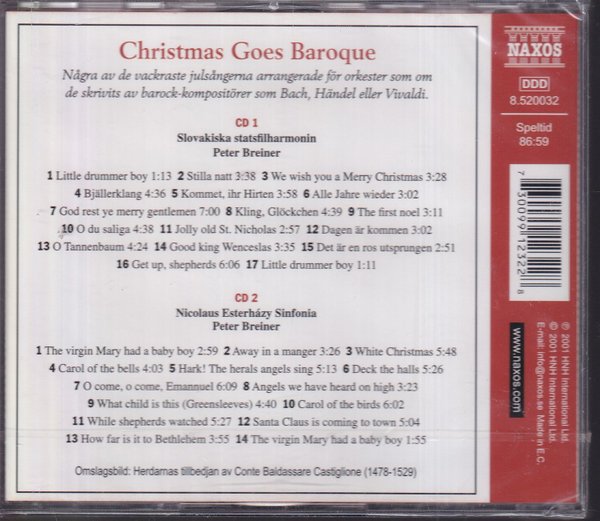 Christmas Goes Baroque
Några av de vackraste julsångerna arrangerade för orkester som om
de skrivits av barock-kompositörer som Bach, Händel eller Vivaldi.
CD 1
Slovakiska statsfilharmonin
Peter Breiner
1 Little drummer boy 1:13 2 Stilla natt 3:38 3 We wish you a Merry Christmas 3:28
4 Bjällerklang 4:36 5 Kommet, ihr Hirten 3:58 6 Alle Jahre wieder 3:02
7 God rest ye merry gentlemen 7:00 8 Kling, Glöckchen 4:39 9 The first noel 3:11
10 O du saliga 4:38 11 Jolly old St. Nicholas 2:57 12 Dagen är kommen 3:02
13 O Tannenbaum 4:24 14 Good king Wenceslas 3:35 15 Det är en ros utsprungen 2:51
16 Get up, shepherds 6:06 17 Little drummer boy 1:11
CD 2
Nicolaus Esterházy Sinfonia
Peter Breiner
1 The virgin Mary had a baby boy 2:59 2 Away in a manger 3:26 3 White Christmas 5:48
4 Carol of the bells 4:03 5 Hark! The herals angels sing 5:13 6 Deck the halls 5:26
7 O come, o come, Emannuel 6:09 8 Angels we have heard on high 3:23
9 What child is this (Greensleeves) 4:40 10 Carol of the birds 6:02
11 While shepherds watched 5:27 12 Santa Claus is coming to town 5:04
13 How far is it to Bethlehem 3:55 14 The virgin Mary had a baby boy 1:55
Omslagsbild: Herdarnas tillbedjan av Conte Baldassare Castiglione (1478-1529)
NAXOS
DDD
8.520032
Speltid
86:59
7 30099 12322 8
www.naxos.com
℗ 2001 HNH International Ltd.
© 2001 HNH International Ltd.
E-mail: info@naxos.se Made in E.C.